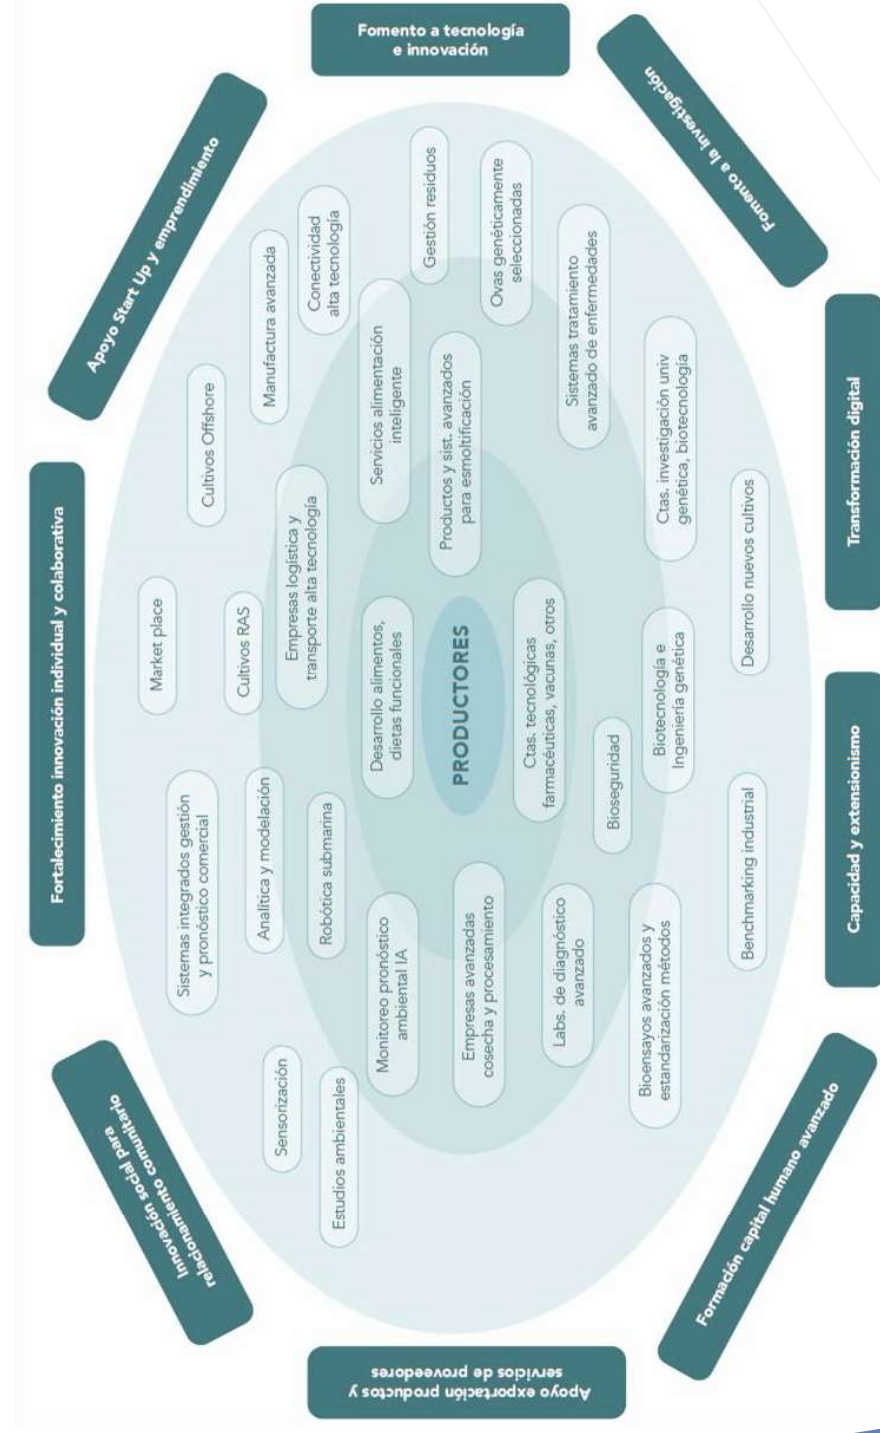 Fortalecimiento innovación individual y colaborativa
Apoyo Start Up y emprendimiento
Fomento a tecnología
e innovación
Fomento a la investigación
Transformación digital
Capacidad y extensionismo
Formación capital humano avanzado
Apoyo exportación productos y
servicios de proveedores
Innovación social para
relacionamiento comunitario
Market place
Cultivos Offshore
Sistemas integrados gestión
y pronóstico comercial
Cultivos RAS
Manufactura avanzada
Analítica y modelación
Empresas logística y
transporte alta tecnología
Conectividad
alta tecnología
Sensorización
Robótica submarina
Estudios ambientales
Monitoreo pronóstico
ambiental IA
Desarrollo alimentos,
dietas funcionales
Servicios alimentación
inteligente
Gestión residuos
Empresas avanzadas
cosecha y procesamiento
PRODUCTORES
Productos y sist. avanzados
para esmoltificación
Ovas genéticamente
seleccionadas
Labs. de diagnóstico
avanzado
Ctas. tecnológicas
farmacéuticas, vacunas, otros
Sistemas tratamiento
avanzado de enfermedades
Bioseguridad
Bioensayos avanzados y
estandarización métodos
Biotecnología e
Ingeniería genética
Ctas. investigación univ
genética, biotecnología
Benchmarking industrial
Desarrollo nuevos cultivos